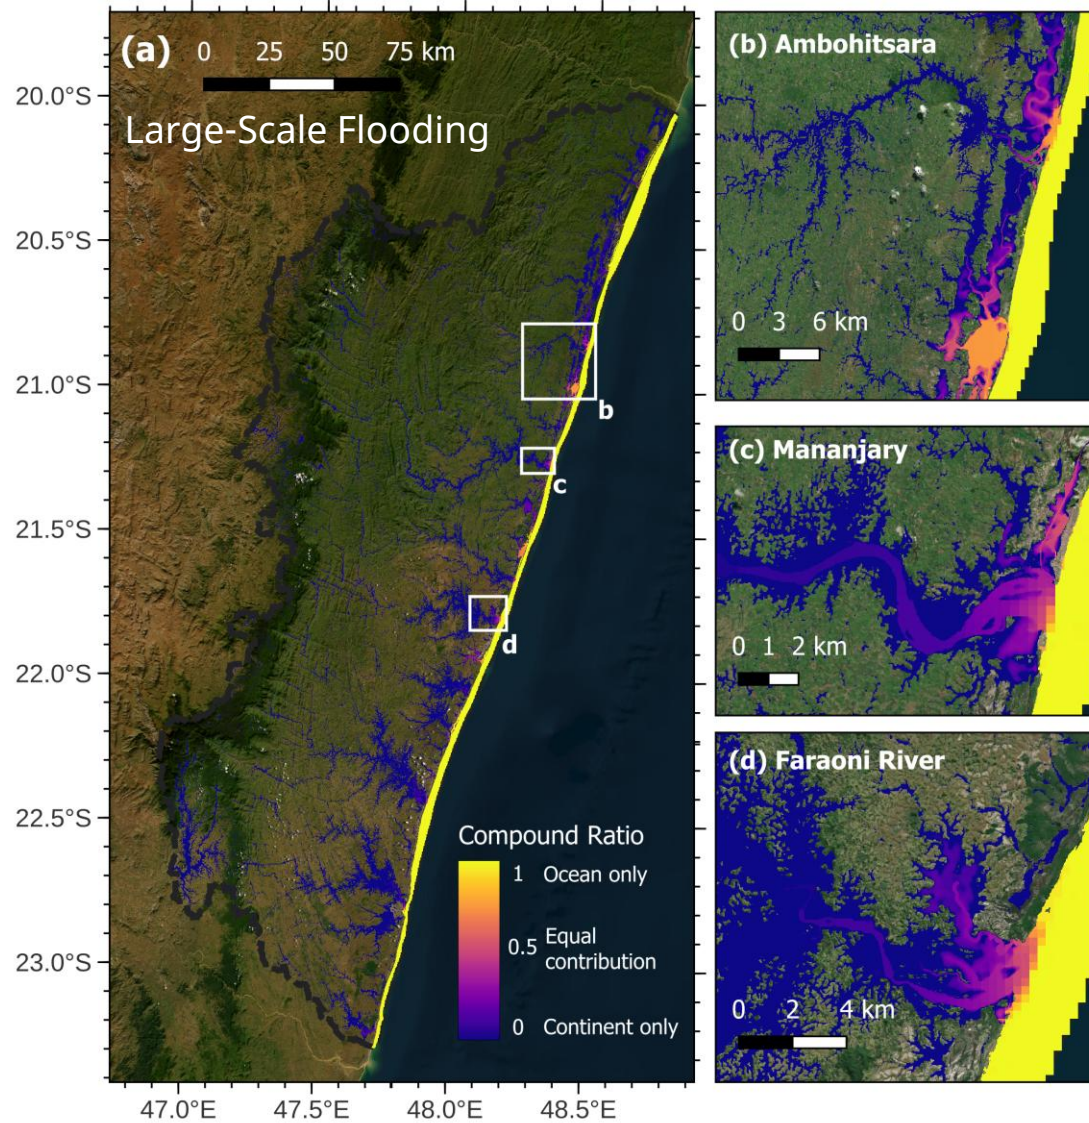 (a) 0 25 50 75 km
Large-Scale Flooding
20.0°S
20.5°S
21.0°S
21.5°S
22.0°S
22.5°S
23.0°S
b
c
d
Compound Ratio
1 Ocean only
0.5 Equal
contribution
0 Continent only
47.0°E 47.5°E 48.0°E 48.5°E
(b) Ambohitsara
0 3 6 km
(c) Mananjary
0 1 2 km
(d) Faraoni River
0 2 4 km